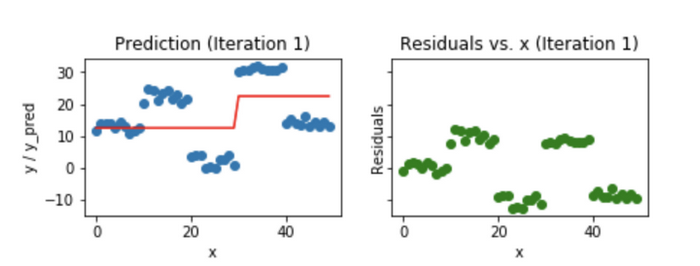 Prediction (Iteration 1)
Residuals vs. x (Iteration 1)
y / y_pred
30
20
10
0
−10
0
20
40
x
Residuals
0
20
40
x